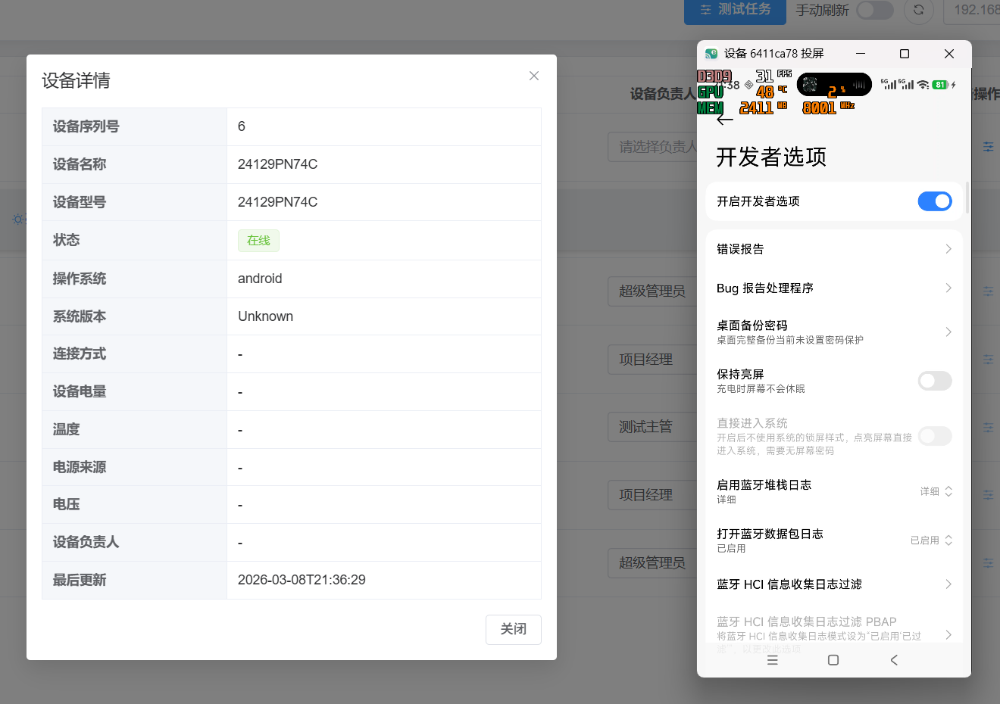 测试任务
手动刷新
192.168
设备详情
设备序列号 6
设备名称 24129PN74C
设备型号 24129PN74C
状态 在线
操作系统 android
系统版本 Unknown
连接方式 -
设备电量 -
温度 -
电源来源 -
电压 -
设备负责人 -
最后更新 2026-03-08T21:36:29
关闭
设备负责人
操作
请选择负责人
超级管理员
项目经理
测试主管
项目经理
超级管理员
设备 6411ca78 投屏
D3D9 31 FPS
GPU 48 °C 2 %
MEM 2411 MB 8001 MHz
5G 5G 81
开发者选项
开启开发者选项
错误报告
Bug 报告处理程序
桌面备份密码
桌面完整备份当前未设置密码保护
保持亮屏
充电时屏幕不会休眠
直接进入系统
开启后不使用系统的锁屏样式，点亮屏幕直接
进入系统，需要无屏幕密码
启用蓝牙堆栈日志
详细
详细
打开蓝牙数据包日志
已启用
已启用
蓝牙 HCI 信息收集日志过滤
蓝牙 HCI 信息收集日志过滤 PBAP
将蓝牙 HCI 信息收集日志模式设为“已启用‘已过
滤’”，以更改此选项